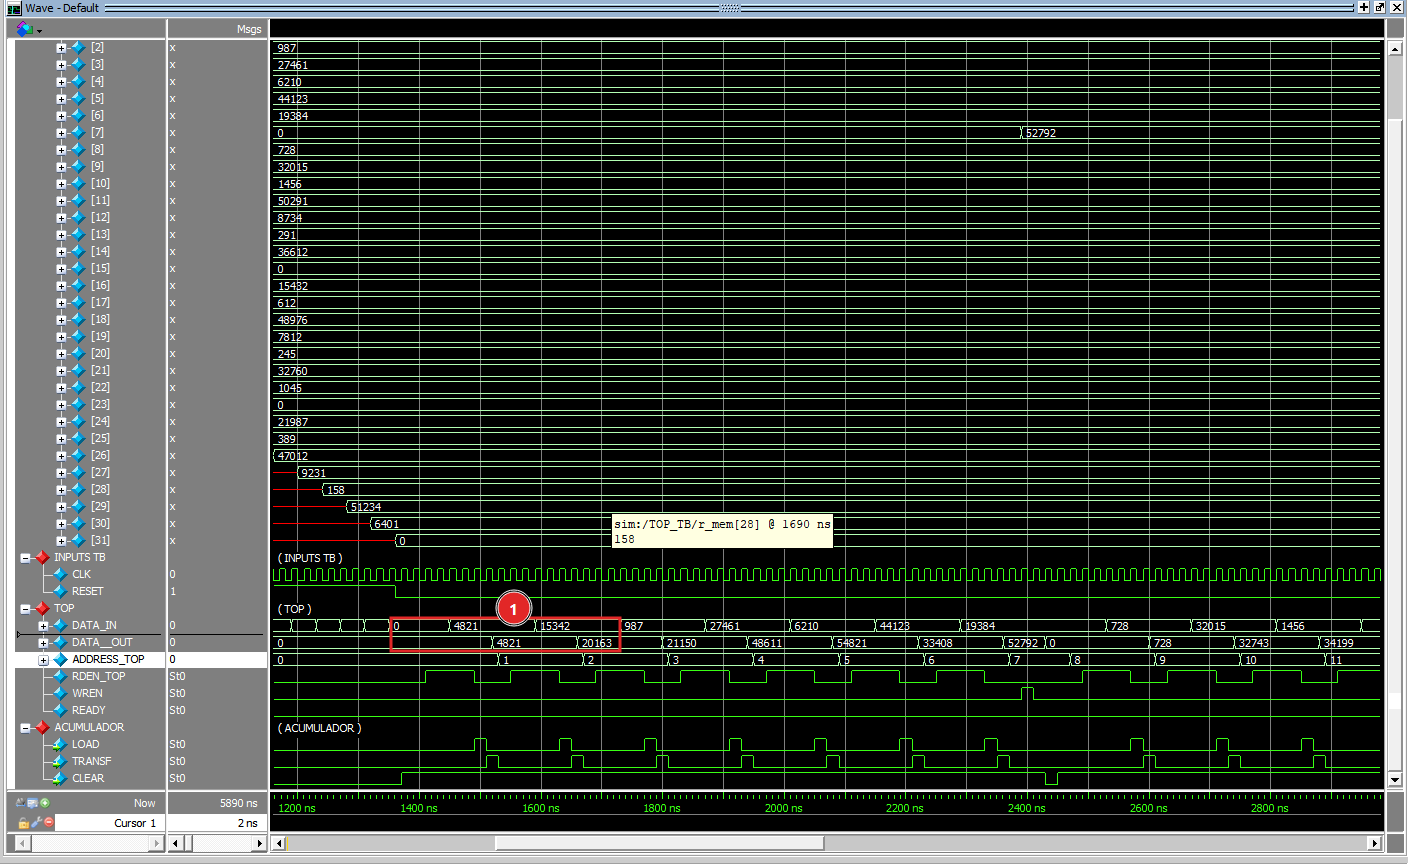 Wave - Default
Msgs
[2] x 987
[3] x 27461
[4] x 6210
[5] x 44123
[6] x 19384
[7] x 0 52792
[8] x 728
[9] x 32015
[10] x 1456
[11] x 50291
[12] x 8734
[13] x 291
[14] x 36612
[15] x 0
[16] x 15432
[17] x 612
[18] x 48976
[19] x 7812
[20] x 245
[21] x 32760
[22] x 1045
[23] x 0
[24] x 21987
[25] x 389
[26] x 47012
[27] x 9231
[28] x 158
[29] x 51234
[30] x 6401
sim:/TOP_TB/r_mem[28] @ 1690 ns
158
[31] x 0
INPUTS TB ( INPUTS TB )
CLK 0
RESET 1
1
TOP ( TOP )
DATA_IN 0 0 4821 15342 987 27461 6210 44123 19384 728 32015 1456
DATA__OUT 0 0 4821 20163 21150 48611 54821 33408 52792 0 728 32743 34199
ADDRESS_TOP 0 0 1 2 3 4 5 6 7 8 9 10 11
RDEN_TOP St0
WREN St0
READY St0
ACUMULADOR ( ACUMULADOR )
LOAD St0
TRANSF St0
CLEAR St0
Now 5890 ns 1200 ns 1400 ns 1600 ns 1800 ns 2000 ns 2200 ns 2400 ns 2600 ns 2800 ns
Cursor 1 2 ns